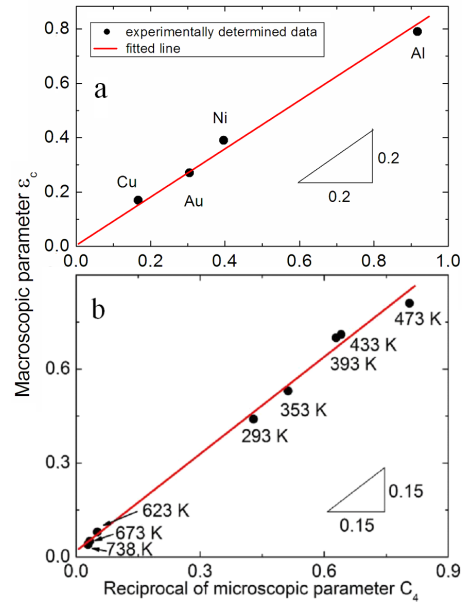 0.8
0.6
0.4
0.2
0.0
experimentally determined data
fitted line
a
Al
Ni
Cu
Au
0.2
0.2
0.0 0.2 0.4 0.6 0.8 1.0
Macroscopic parameter ε_c
b
0.6
0.3
0.0
473 K
433 K
393 K
353 K
293 K
623 K
673 K
738 K
0.15
0.15
0.0 0.3 0.6 0.9
Reciprocal of microscopic parameter C₄